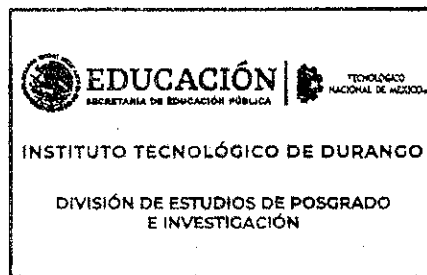 EDUCACIÓN
SECRETARÍA DE EDUCACIÓN PÚBLICA
TECNOLÓGICO
NACIONAL DE MÉXICO
INSTITUTO TECNOLÓGICO DE DURANGO
DIVISIÓN DE ESTUDIOS DE POSGRADO
E INVESTIGACIÓN